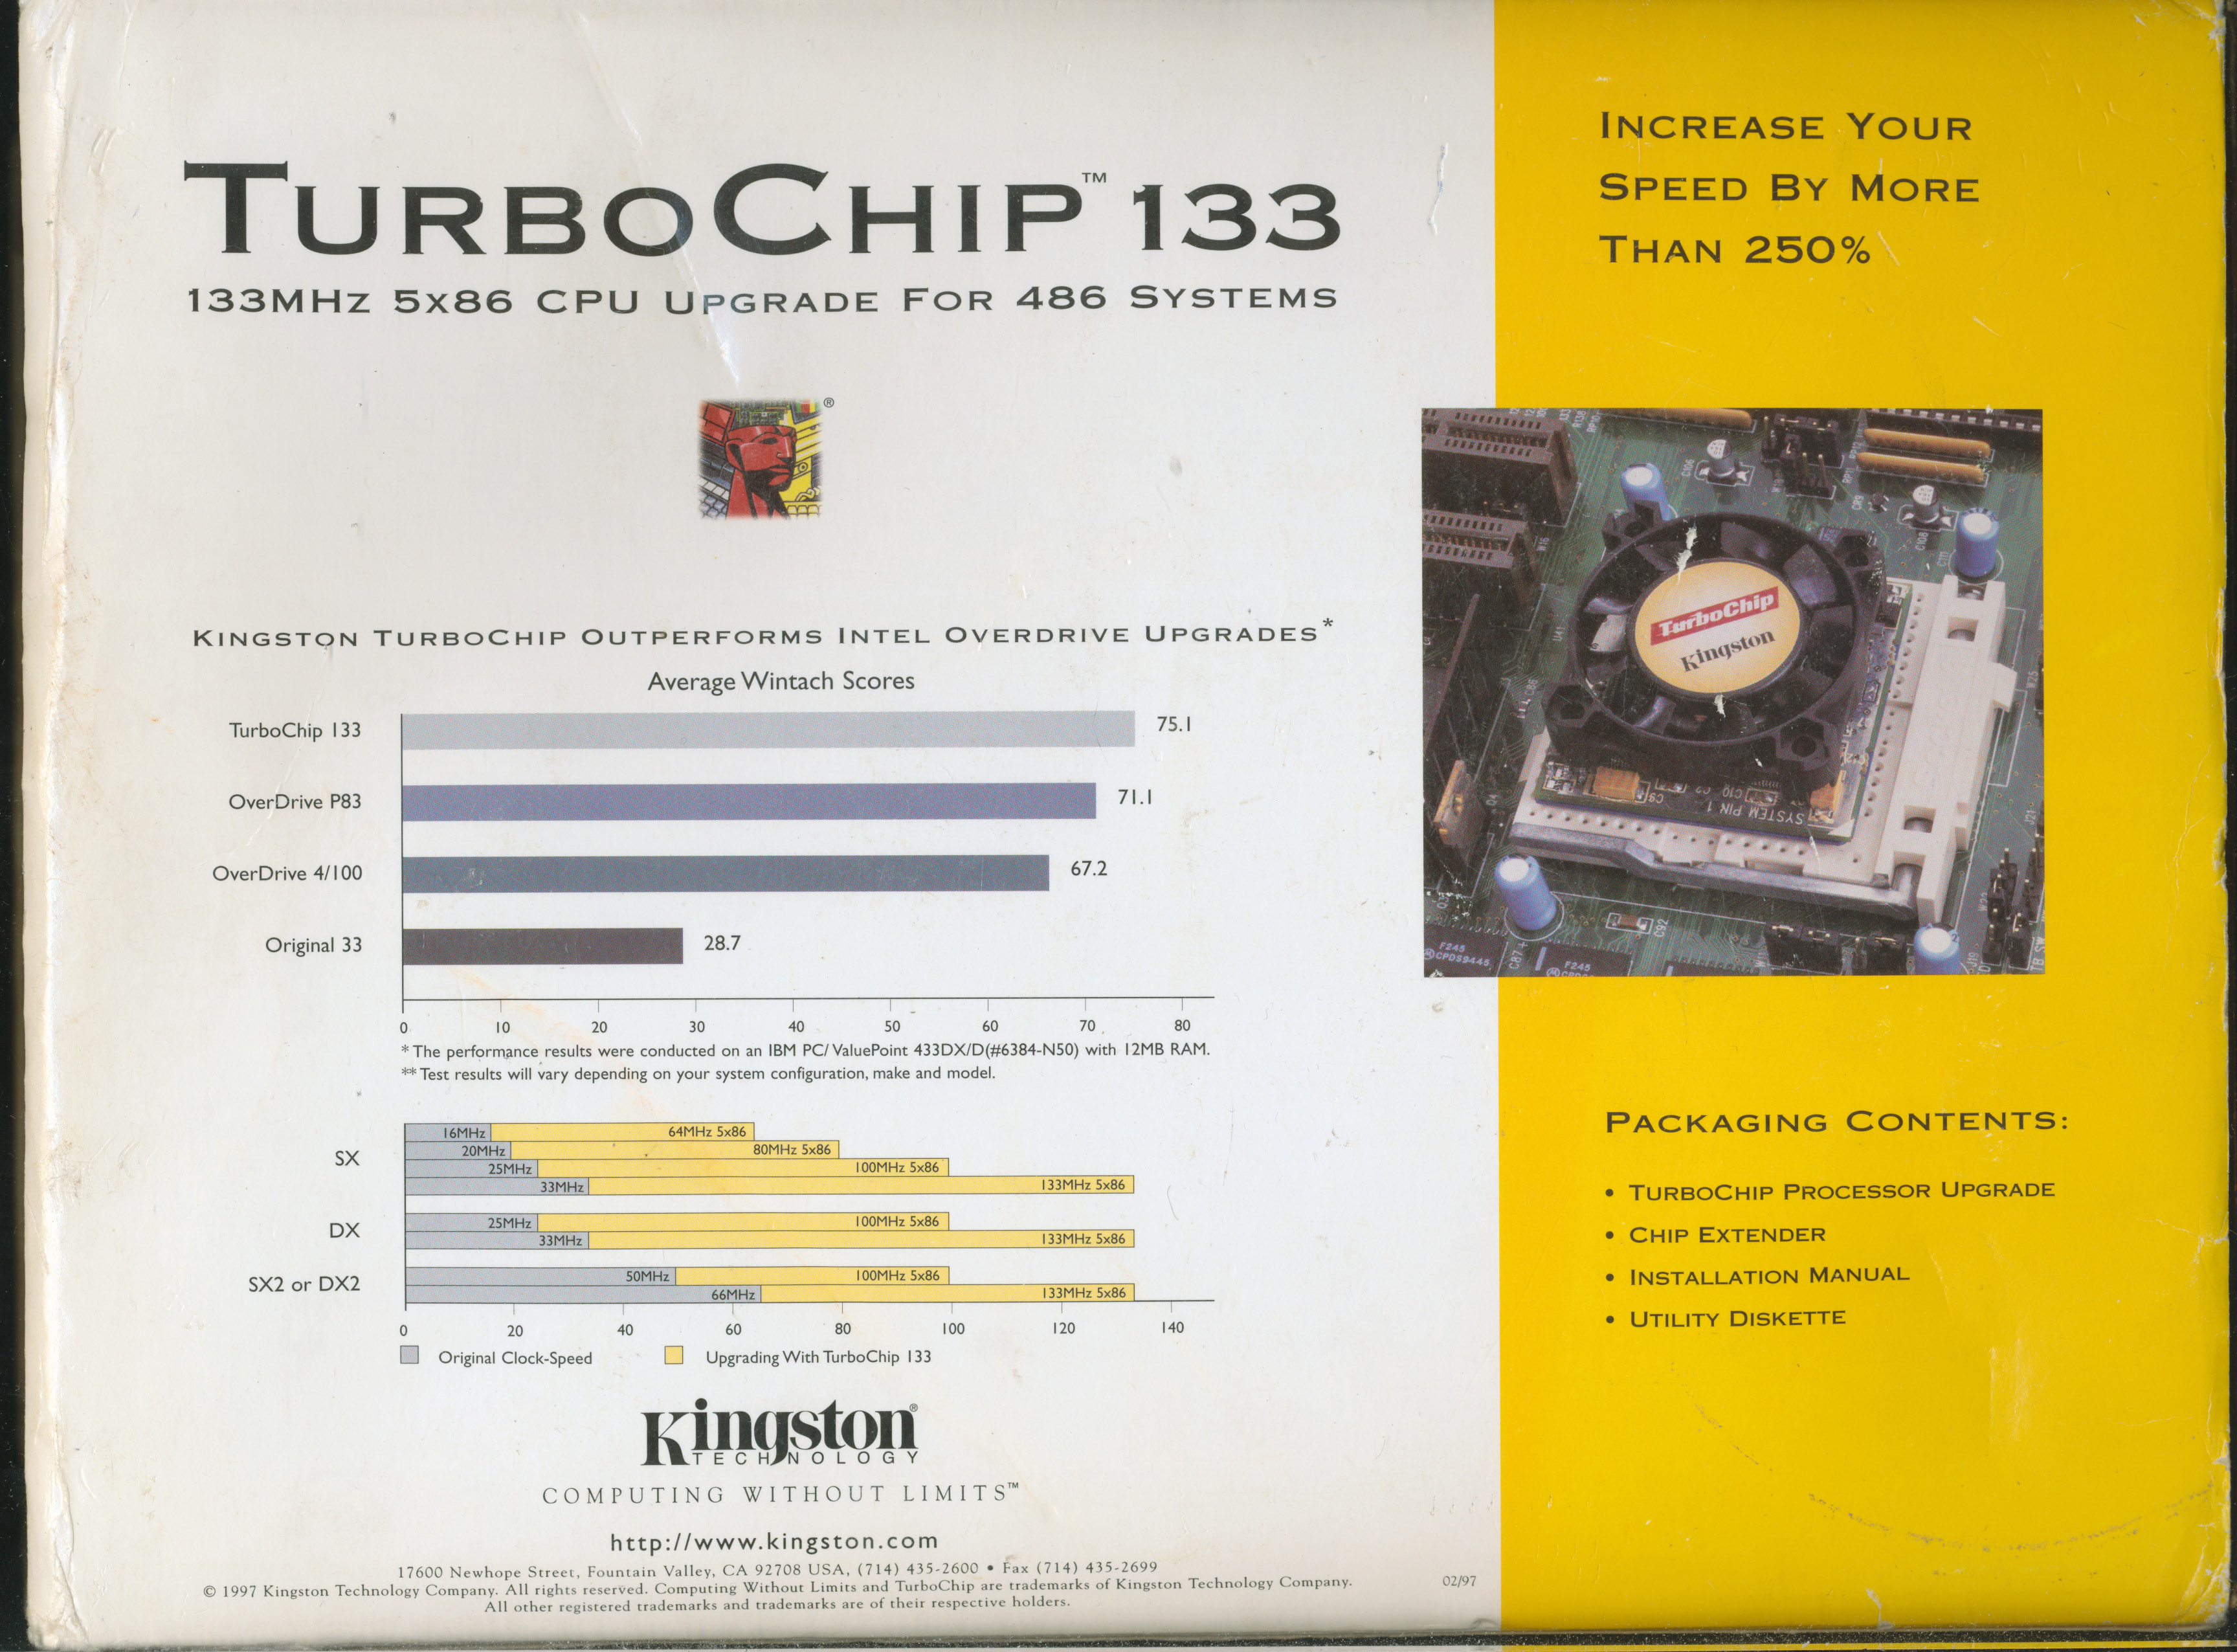 TURBOCHIP™ 133
133MHZ 5X86 CPU UPGRADE FOR 486 SYSTEMS
®
KINGSTON TURBOCHIP OUTPERFORMS INTEL OVERDRIVE UPGRADES*
Average Wintach Scores
TurboChip 133 75.1
OverDrive P83 71.1
OverDrive 4/100 67.2
Original 33 28.7
0 10 20 30 40 50 60 70 80
* The performance results were conducted on an IBM PC/ ValuePoint 433DX/D(#6384-N50) with 12MB RAM.
** Test results will vary depending on your system configuration, make and model.
SX
16MHz 64MHz 5x86
20MHz 80MHz 5x86
25MHz 100MHz 5x86
33MHz 133MHz 5x86
DX
25MHz 100MHz 5x86
33MHz 133MHz 5x86
SX2 or DX2
50MHz 100MHz 5x86
66MHz 133MHz 5x86
0 20 40 60 80 100 120 140
Original Clock-Speed Upgrading With TurboChip 133
Kingston®
TECHNOLOGY
COMPUTING WITHOUT LIMITS™
http://www.kingston.com
17600 Newhope Street, Fountain Valley, CA 92708 USA, (714) 435-2600 • Fax (714) 435-2699
© 1997 Kingston Technology Company. All rights reserved. Computing Without Limits and TurboChip are trademarks of Kingston Technology Company.
All other registered trademarks and trademarks are of their respective holders.
02/97
INCREASE YOUR
SPEED BY MORE
THAN 250%
C106
C108
C111
U41
TurboChip
Kingston
C10
SYSTEM PIN 1
C92
C87+
F245
CPDS9445
F245
PACKAGING CONTENTS:
• TURBOCHIP PROCESSOR UPGRADE
• CHIP EXTENDER
• INSTALLATION MANUAL
• UTILITY DISKETTE